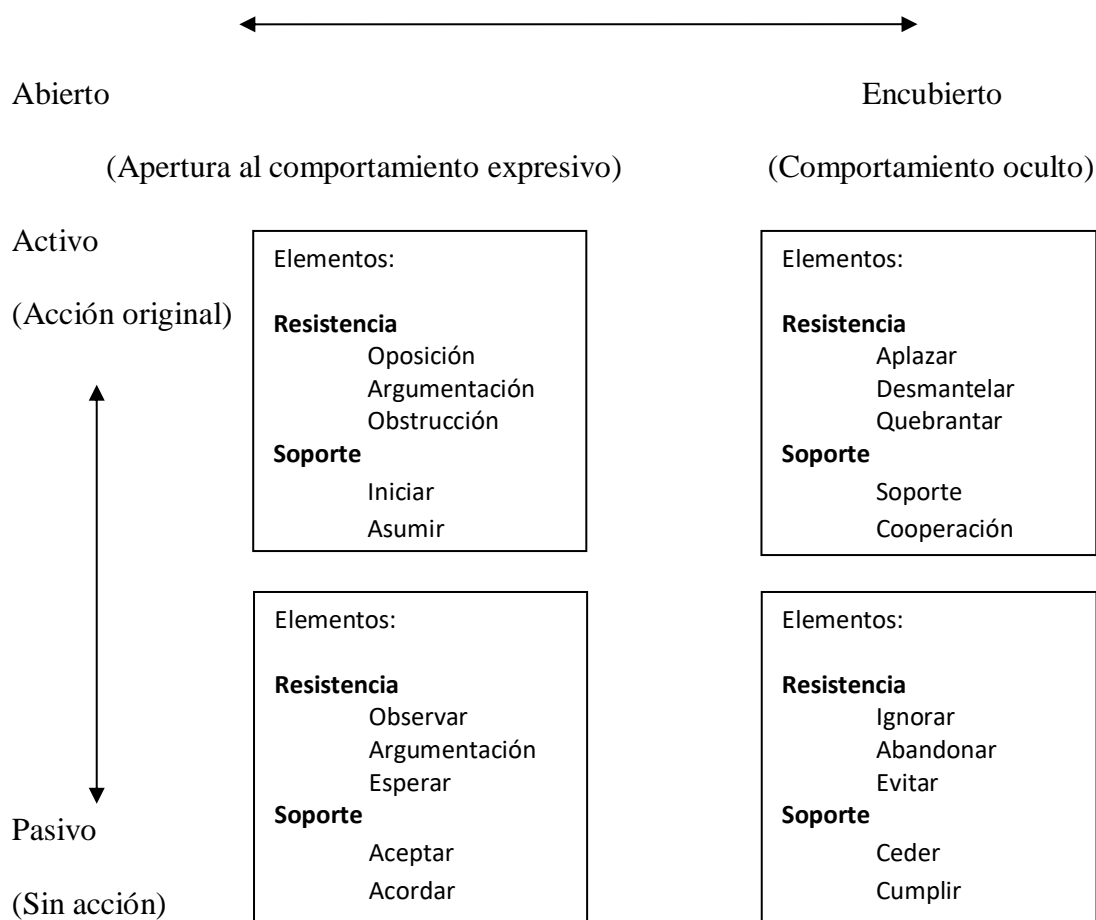 Abierto
Encubierto
(Apertura al comportamiento expresivo)
(Comportamiento oculto)
Activo
(Acción original)
Elementos:
Resistencia
Oposición
Argumentación
Obstrucción
Soporte
Iniciar
Asumir
Elementos:
Resistencia
Aplazar
Desmantelar
Quebrantar
Soporte
Soporte
Cooperación
Pasivo
(Sin acción)
Elementos:
Resistencia
Observar
Argumentación
Esperar
Soporte
Aceptar
Acordar
Elementos:
Resistencia
Ignorar
Abandonar
Evitar
Soporte
Ceder
Cumplir